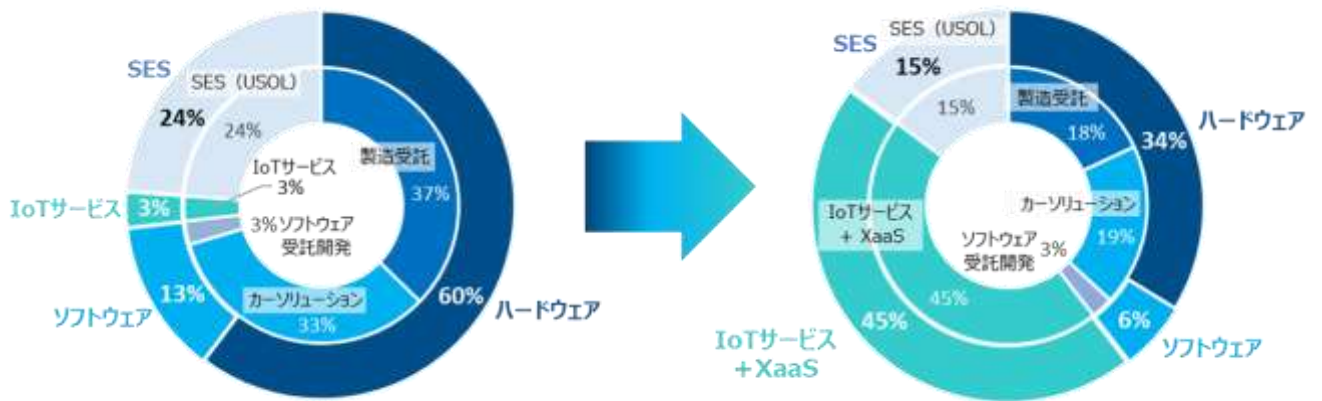 SES
24%
SES（USOL）
24%
IoTサービス
3%
IoTサービス
3%
3%
ソフトウェア
受託開発
ソフトウェア
13%
カーソリューション
33%
製造受託
37%
60%
ハードウェア
SES
15%
SES（USOL）
15%
製造受託
18%
34%
ハードウェア
カーソリューション
19%
ソフトウェア
受託開発
3%
6%
ソフトウェア
IoTサービス
+ XaaS
45%
45%
IoTサービス
+XaaS